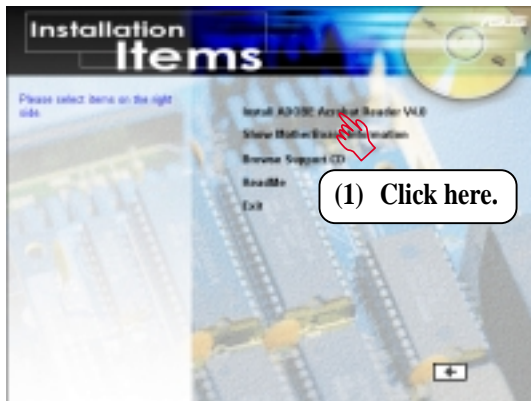 Installation
Items
Please select items on the right
side.
Install ADOBE Acrobat Reader V4.0
Show MotherBoard Information
Browse Support CD
ReadMe
Exit
(1) Click here.